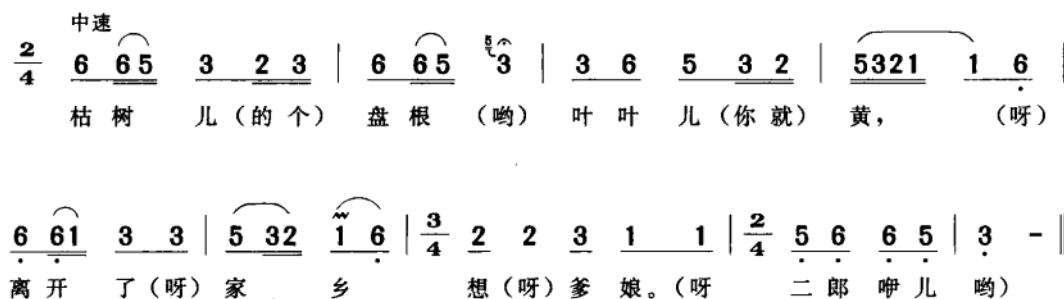 中速
2/4 6 65 3 23 | 6 65 5 3 | 3 6 5 32 | 5321 1 6 |
枯树 儿（的个） 盘根（哟） 叶叶 儿（你就） 黄，（呀）
6 61 3 3 | 5 32 1 6 | 3/4 2 2 3 1 1 | 2/4 5 6 6 5 | 3 - |
离开 了（呀） 家 乡 想（呀）爹 娘。（呀 二郎 咿儿 哟）